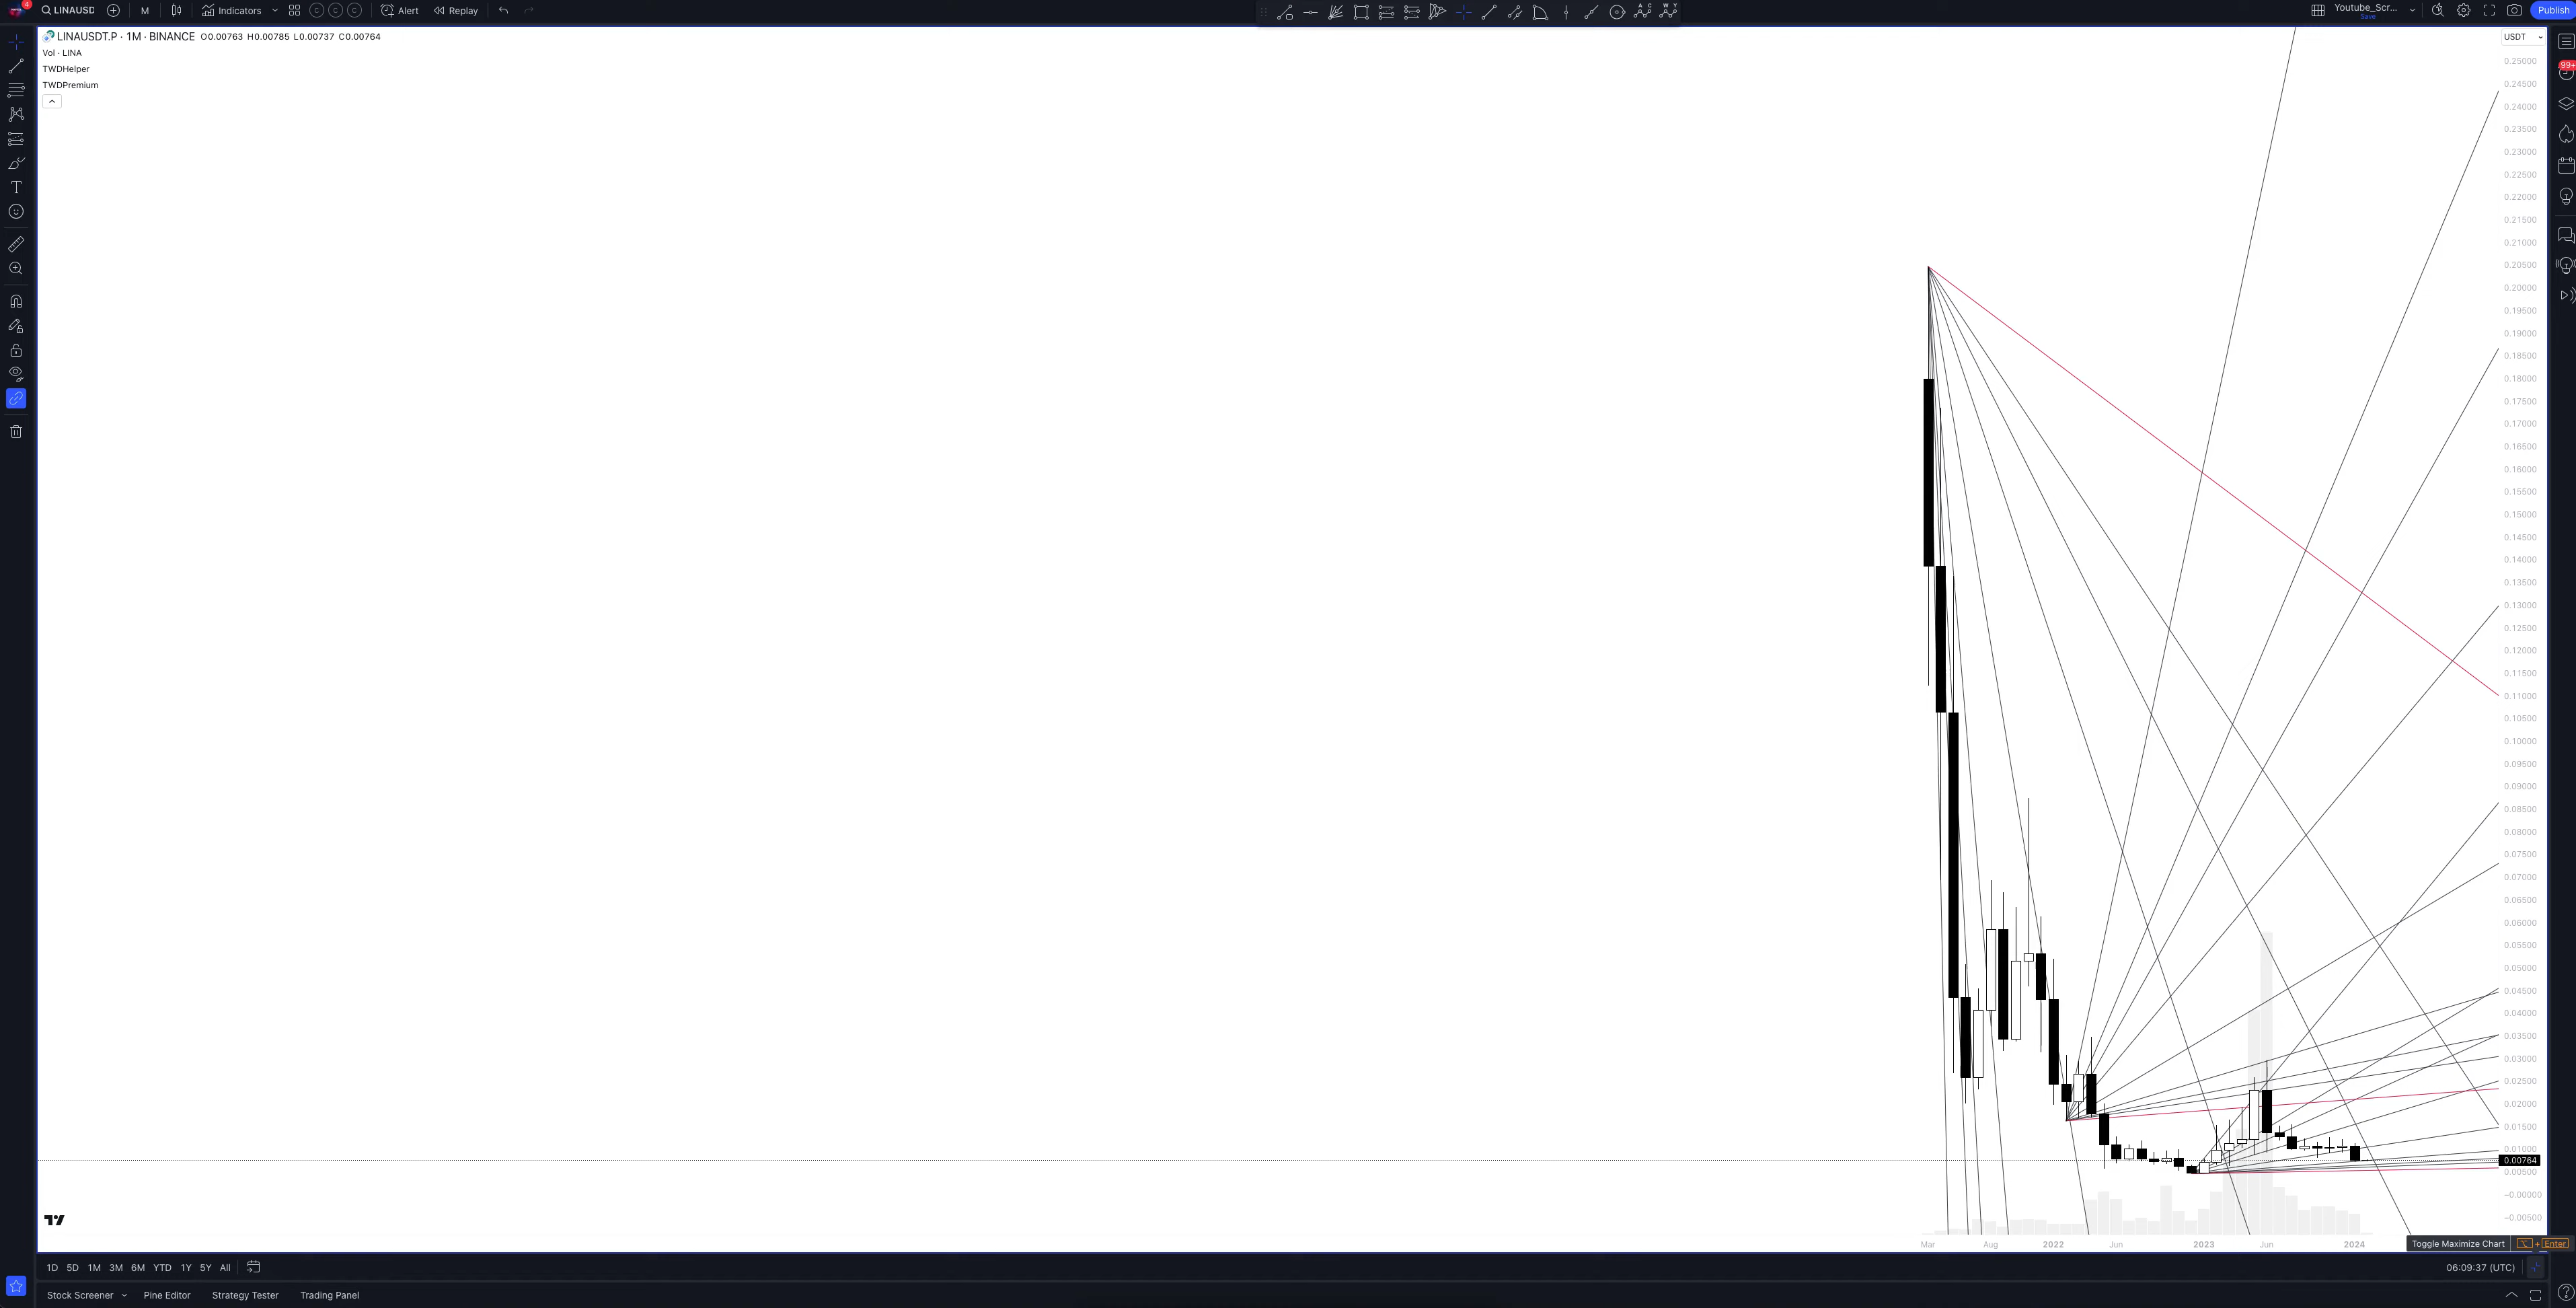 4
LINAUSD
M
Indicators
C C C
Alert
Replay
Youtube_Scr...
Save
Publish
LINAUSDT.P · 1M · BINANCE O0.00763 H0.00785 L0.00737 C0.00764
Vol · LINA
TWDHelper
TWDPremium
USDT
99+
0.25000
0.24500
0.24000
0.23500
0.23000
0.22500
0.22000
0.21500
0.21000
0.20500
0.20000
0.19500
0.19000
0.18500
0.18000
0.17500
0.17000
0.16500
0.16000
0.15500
0.15000
0.14500
0.14000
0.13500
0.13000
0.12500
0.12000
0.11500
0.11000
0.10500
0.10000
0.09500
0.09000
0.08500
0.08000
0.07500
0.07000
0.06500
0.06000
0.05500
0.05000
0.04500
0.04000
0.03500
0.03000
0.02500
0.02000
0.01500
0.01000
0.00764
0.00500
−0.00000
−0.00500
Mar Aug 2022 Jun 2023 Jun 2024
Toggle Maximize Chart ⌥ + Enter
1D 5D 1M 3M 6M YTD 1Y 5Y All
06:09:37 (UTC)
Stock Screener Pine Editor Strategy Tester Trading Panel